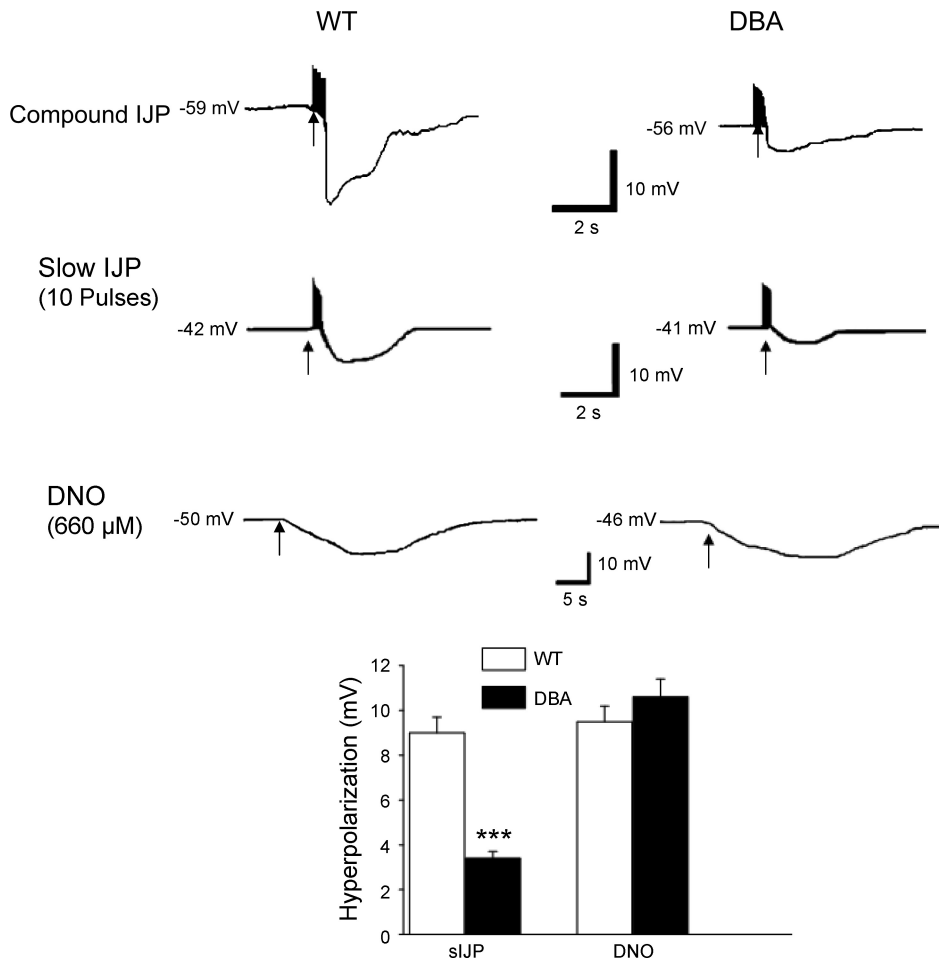 WT
DBA
Compound IJP
-59 mV
-56 mV
10 mV
2 s
Slow IJP
(10 Pulses)
-42 mV
-41 mV
10 mV
2 s
DNO
(660 µM)
-50 mV
-46 mV
10 mV
5 s
WT
DBA
Hyperpolarization (mV)
12
10
8
6
4
2
0
***
sIJP
DNO